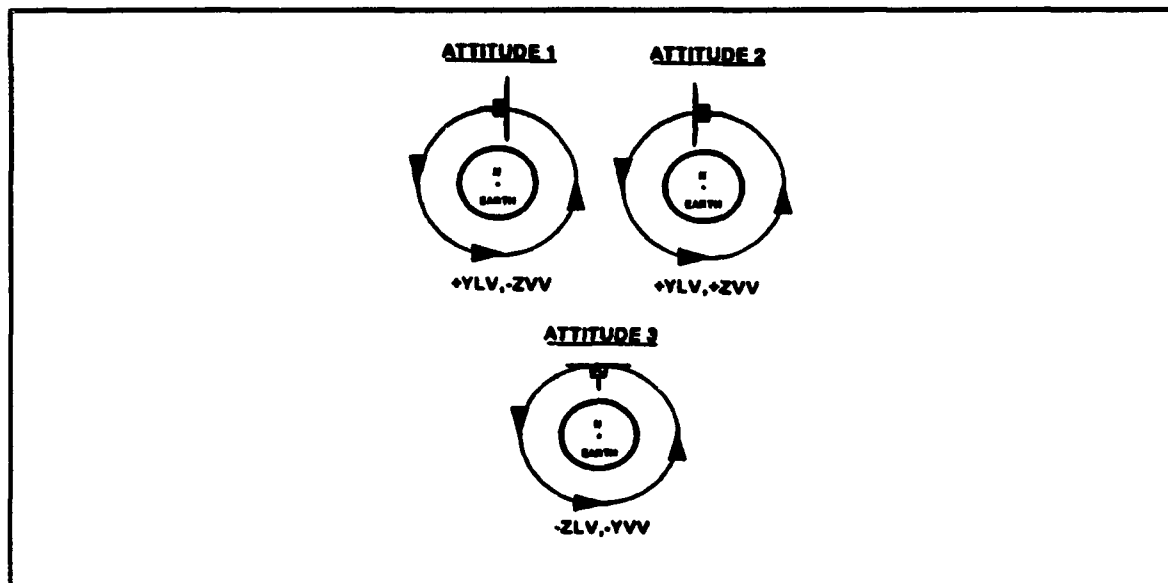 ATTITUDE 1
ATTITUDE 2
N
EARTH
N
EARTH
+YLV,-ZVV
+YLV,+ZVV
ATTITUDE 3
N
EARTH
-ZLV,-YVV